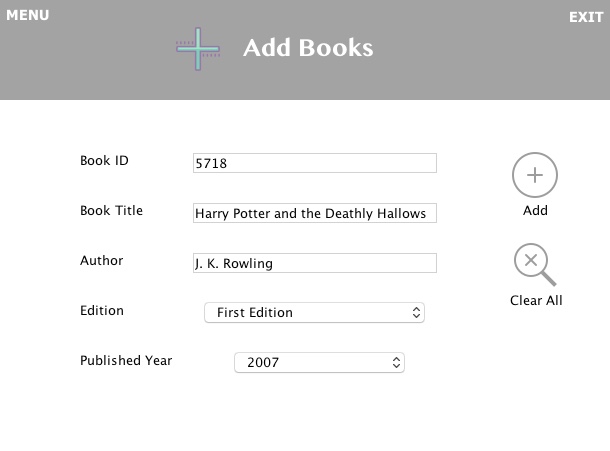 MENU
EXIT
Add Books
Book ID
5718
Book Title
Harry Potter and the Deathly Hallows
Author
J. K. Rowling
Edition
First Edition
Published Year
2007
Add
Clear All